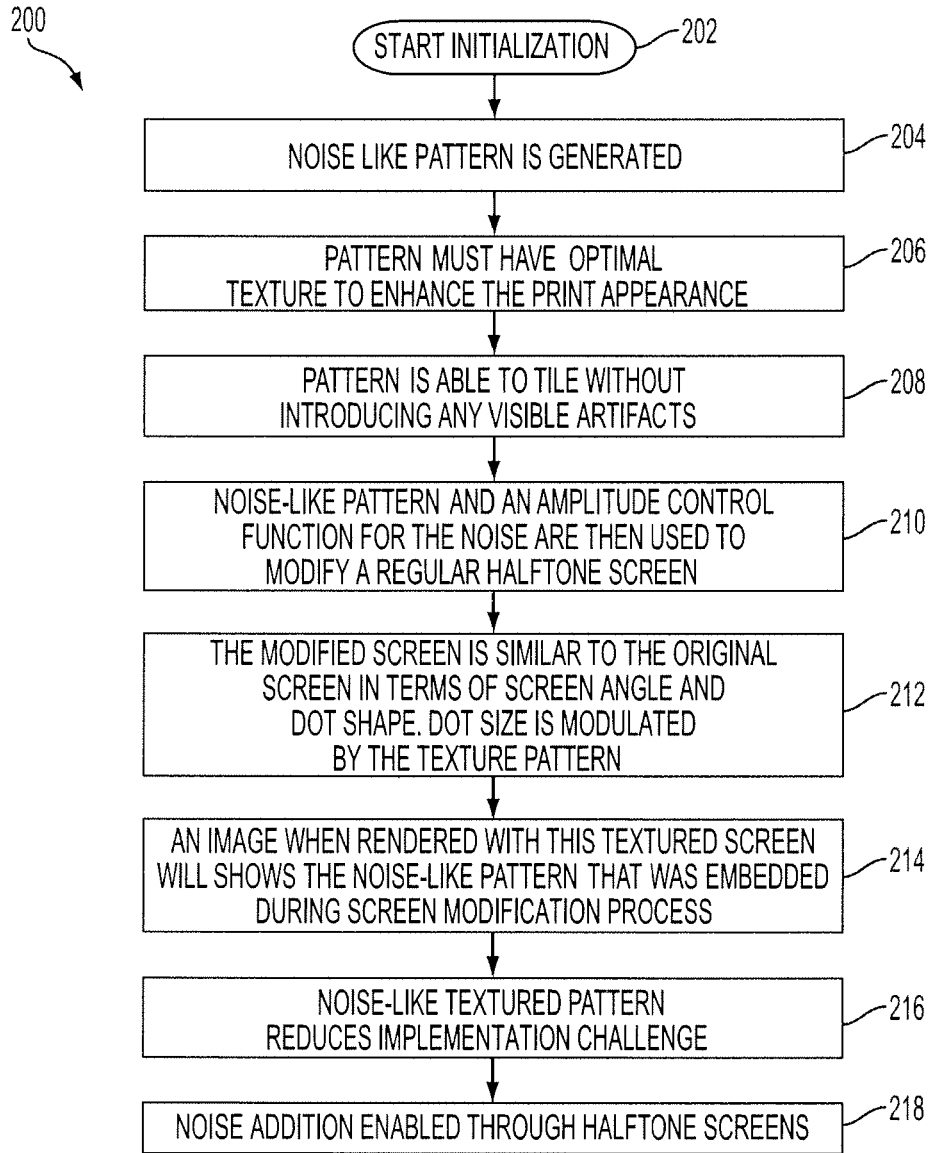 200
START INITIALIZATION
202
NOISE LIKE PATTERN IS GENERATED
204
PATTERN MUST HAVE OPTIMAL
TEXTURE TO ENHANCE THE PRINT APPEARANCE
206
PATTERN IS ABLE TO TILE WITHOUT
INTRODUCING ANY VISIBLE ARTIFACTS
208
NOISE-LIKE PATTERN AND AN AMPLITUDE CONTROL
FUNCTION FOR THE NOISE ARE THEN USED TO
MODIFY A REGULAR HALFTONE SCREEN
210
THE MODIFIED SCREEN IS SIMILAR TO THE ORIGINAL
SCREEN IN TERMS OF SCREEN ANGLE AND
DOT SHAPE. DOT SIZE IS MODULATED
BY THE TEXTURE PATTERN
212
AN IMAGE WHEN RENDERED WITH THIS TEXTURED SCREEN
WILL SHOWS THE NOISE-LIKE PATTERN THAT WAS EMBEDDED
DURING SCREEN MODIFICATION PROCESS
214
NOISE-LIKE TEXTURED PATTERN
REDUCES IMPLEMENTATION CHALLENGE
216
NOISE ADDITION ENABLED THROUGH HALFTONE SCREENS
218